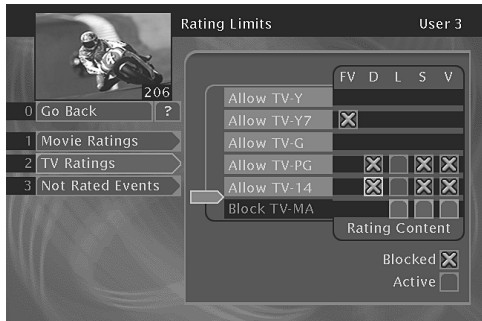 Rating Limits User 3
206
0 Go Back ?
1 Movie Ratings
2 TV Ratings
3 Not Rated Events
FV D L S V
Allow TV-Y
Allow TV-Y7
Allow TV-G
Allow TV-PG
Allow TV-14
Block TV-MA
Rating Content
Blocked
Active